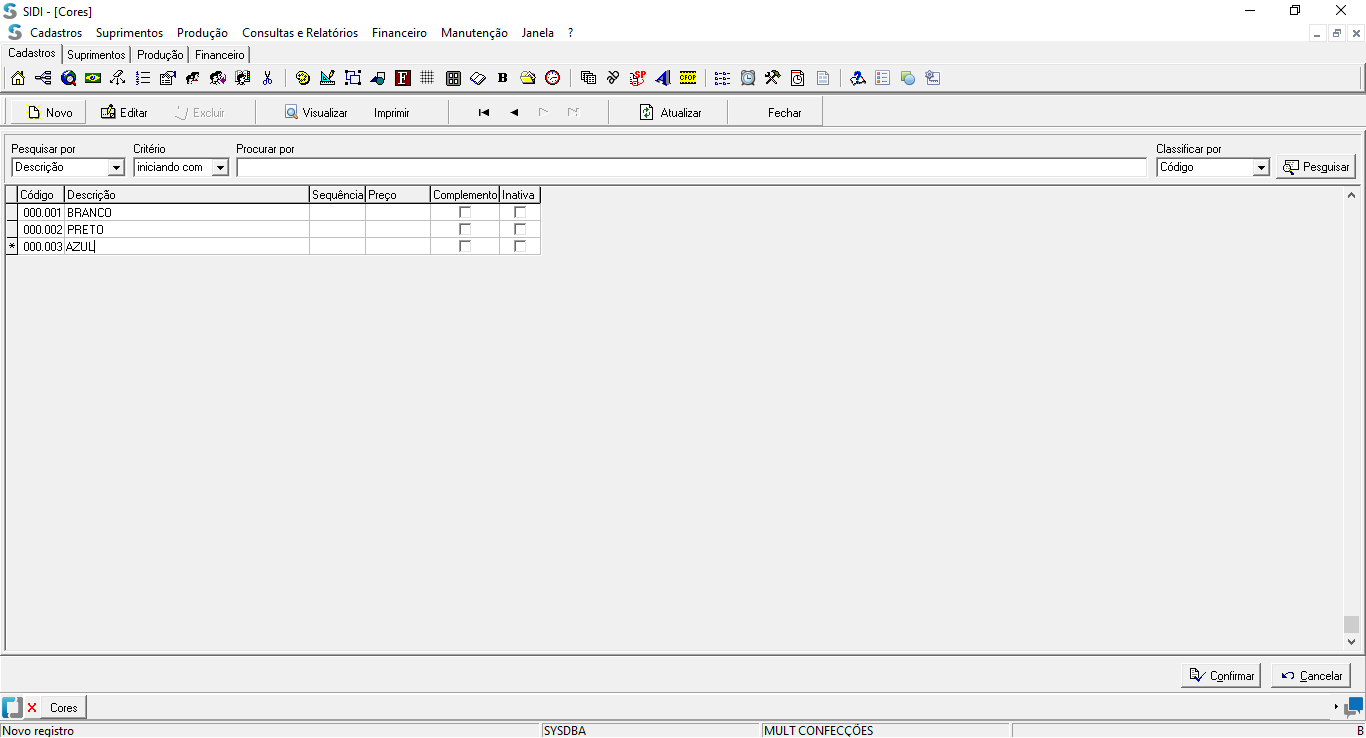 SIDI - [Cores]
Cadastros Suprimentos Produção Consultas e Relatórios Financeiro Manutenção Janela ?
Cadastros Suprimentos Produção Financeiro
F B SP CFOP
Novo Editar Excluir Visualizar Imprimir Atualizar Fechar
Pesquisar por Critério Procurar por Classificar por
Descrição iniciando com Código Pesquisar
Código Descrição Sequência Preço Complemento Inativa
000.001 BRANCO
000.002 PRETO
* 000.003 AZUL
Confirmar Cancelar
Cores
Novo registro SYSDBA MULT CONFECÇÕES B